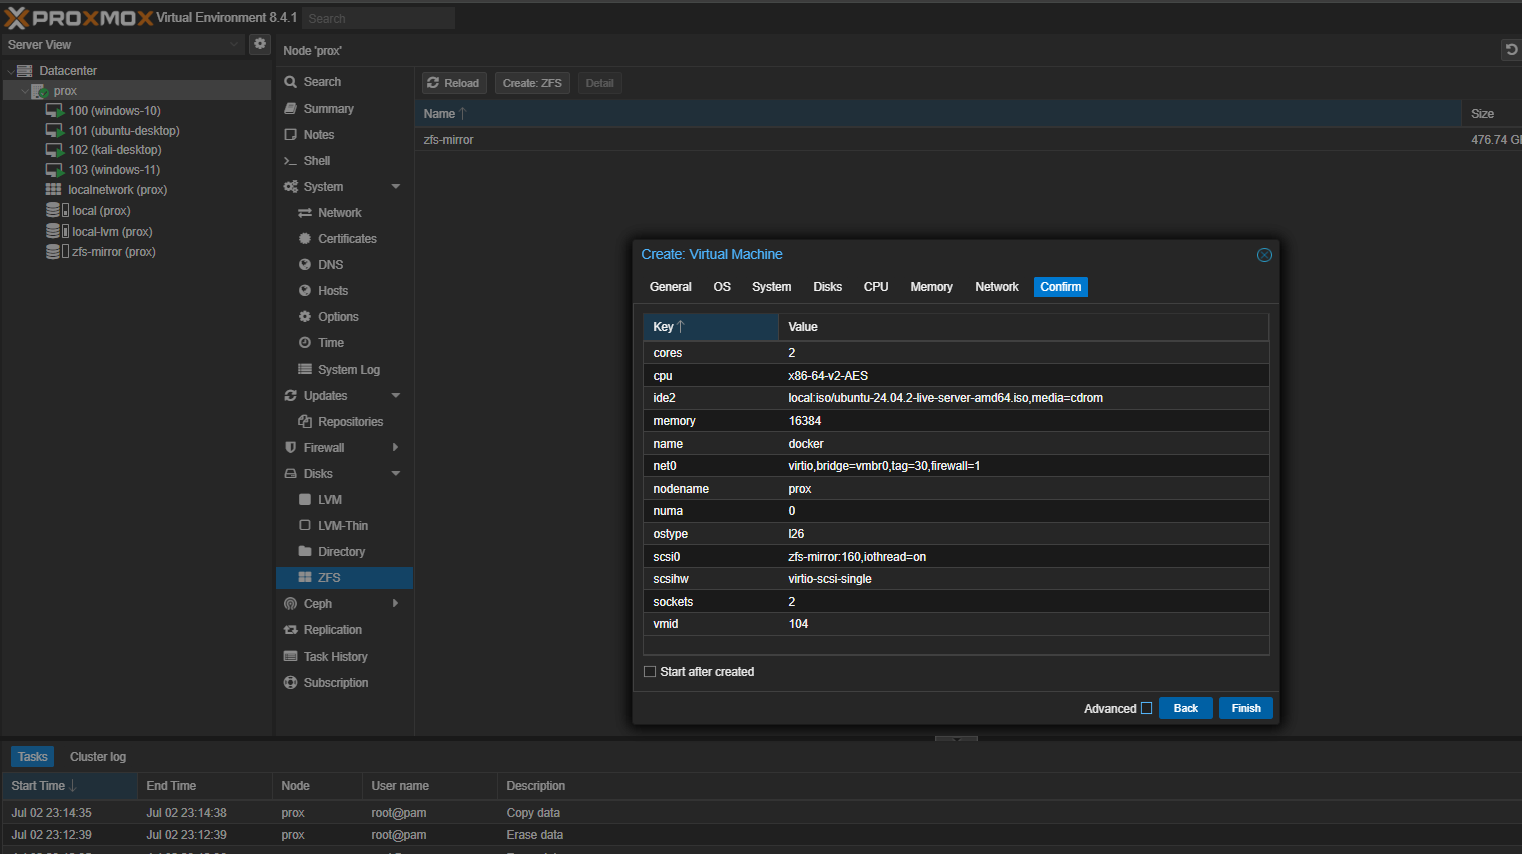 PROXMOX Virtual Environment 8.4.1 Search
Server View
Datacenter
prox
100 (windows-10)
101 (ubuntu-desktop)
102 (kali-desktop)
103 (windows-11)
localnetwork (prox)
local (prox)
local-lvm (prox)
zfs-mirror (prox)
Node 'prox'
Search
Summary
Notes
Shell
System
Network
Certificates
DNS
Hosts
Options
Time
System Log
Updates
Repositories
Firewall
Disks
LVM
LVM-Thin
Directory
ZFS
Ceph
Replication
Task History
Subscription
Reload Create: ZFS Detail
Name Size
zfs-mirror 476.74 GI
Create: Virtual Machine
General OS System Disks CPU Memory Network Confirm
Key Value
cores 2
cpu x86-64-v2-AES
ide2 local:iso/ubuntu-24.04.2-live-server-amd64.iso,media=cdrom
memory 16384
name docker
net0 virtio,bridge=vmbr0,tag=30,firewall=1
nodename prox
numa 0
ostype l26
scsi0 zfs-mirror:160,iothread=on
scsihw virtio-scsi-single
sockets 2
vmid 104
Start after created
Advanced Back Finish
Tasks Cluster log
Start Time End Time Node User name Description
Jul 02 23:14:35 Jul 02 23:14:38 prox root@pam Copy data
Jul 02 23:12:39 Jul 02 23:12:39 prox root@pam Erase data